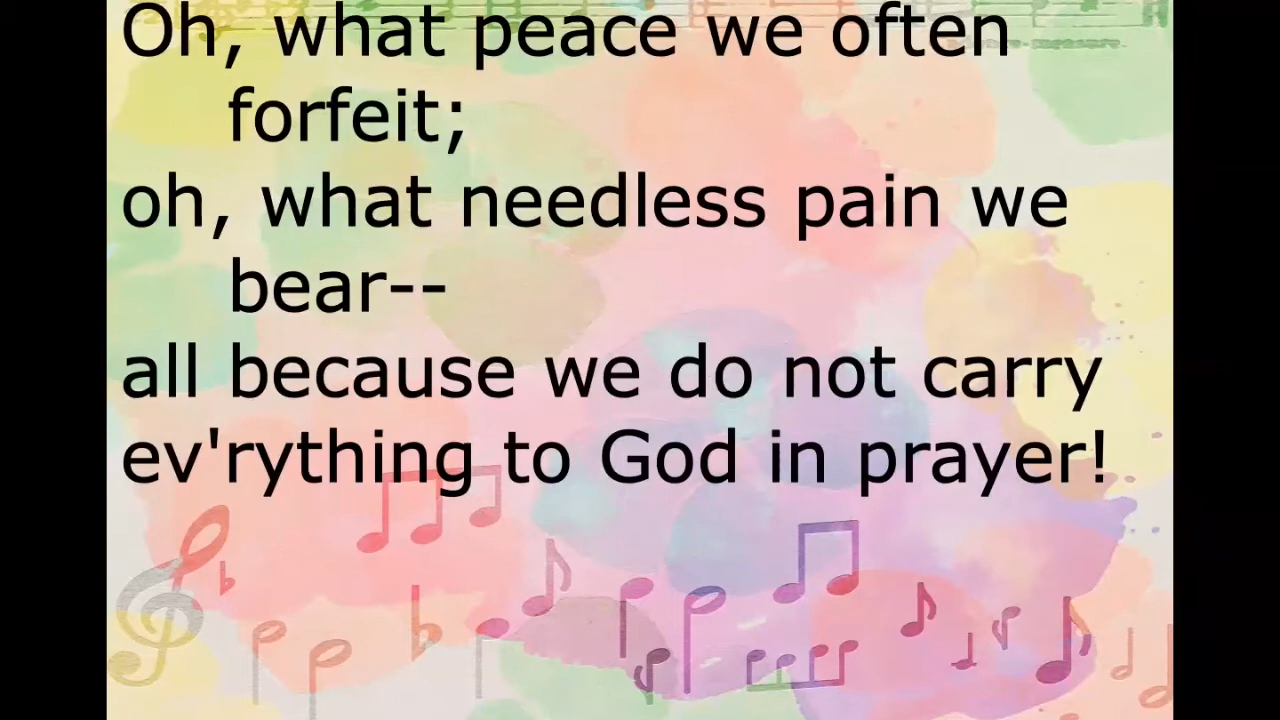 Oh, what peace we often
forfeit;
oh, what needless pain we
bear--
all because we do not carry
ev'rything to God in prayer!